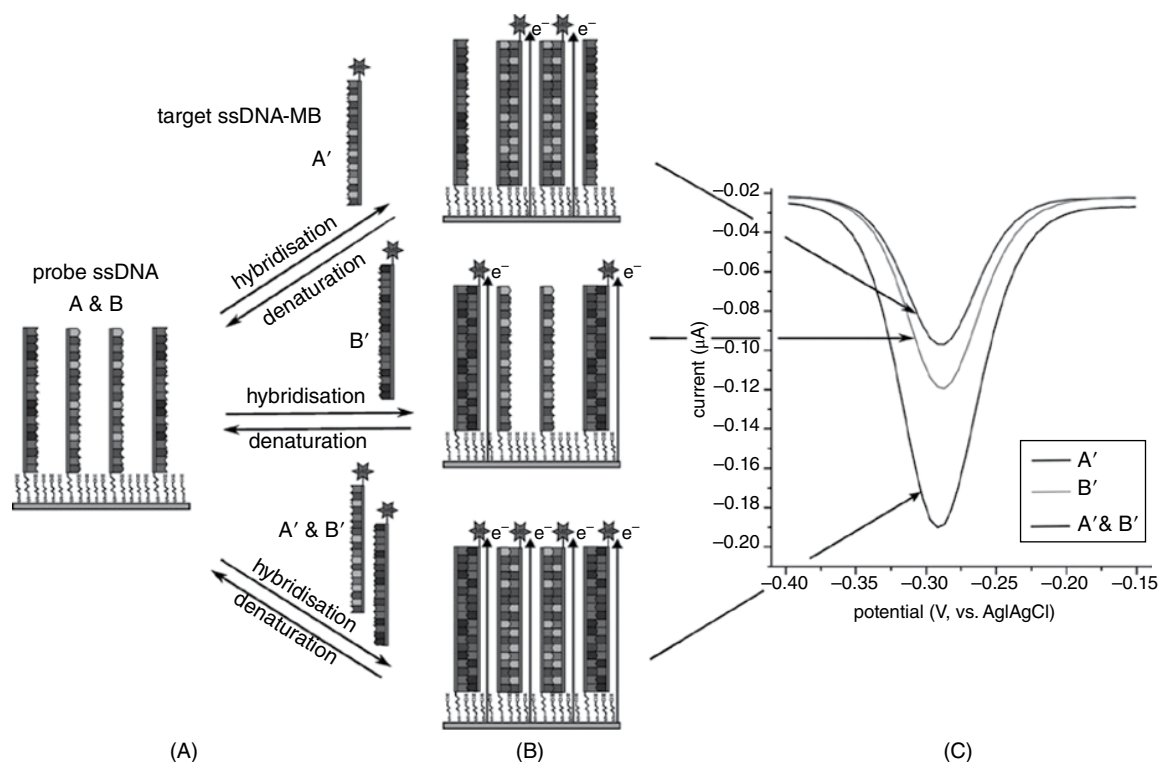 target ssDNA-MB
A′
hybridisation
denaturation
probe ssDNA
A & B
B′
hybridisation
denaturation
A′ & B′
hybridisation
denaturation
e⁻ e⁻
e⁻ e⁻
e⁻ e⁻ e⁻ e⁻
−0.02
−0.04
−0.06
−0.08
−0.10
−0.12
−0.14
−0.16
−0.18
−0.20
current (µA)
A′
B′
A′& B′
−0.40 −0.35 −0.30 −0.25 −0.20 −0.15
potential (V, vs. Ag|AgCl)
(A) (B) (C)